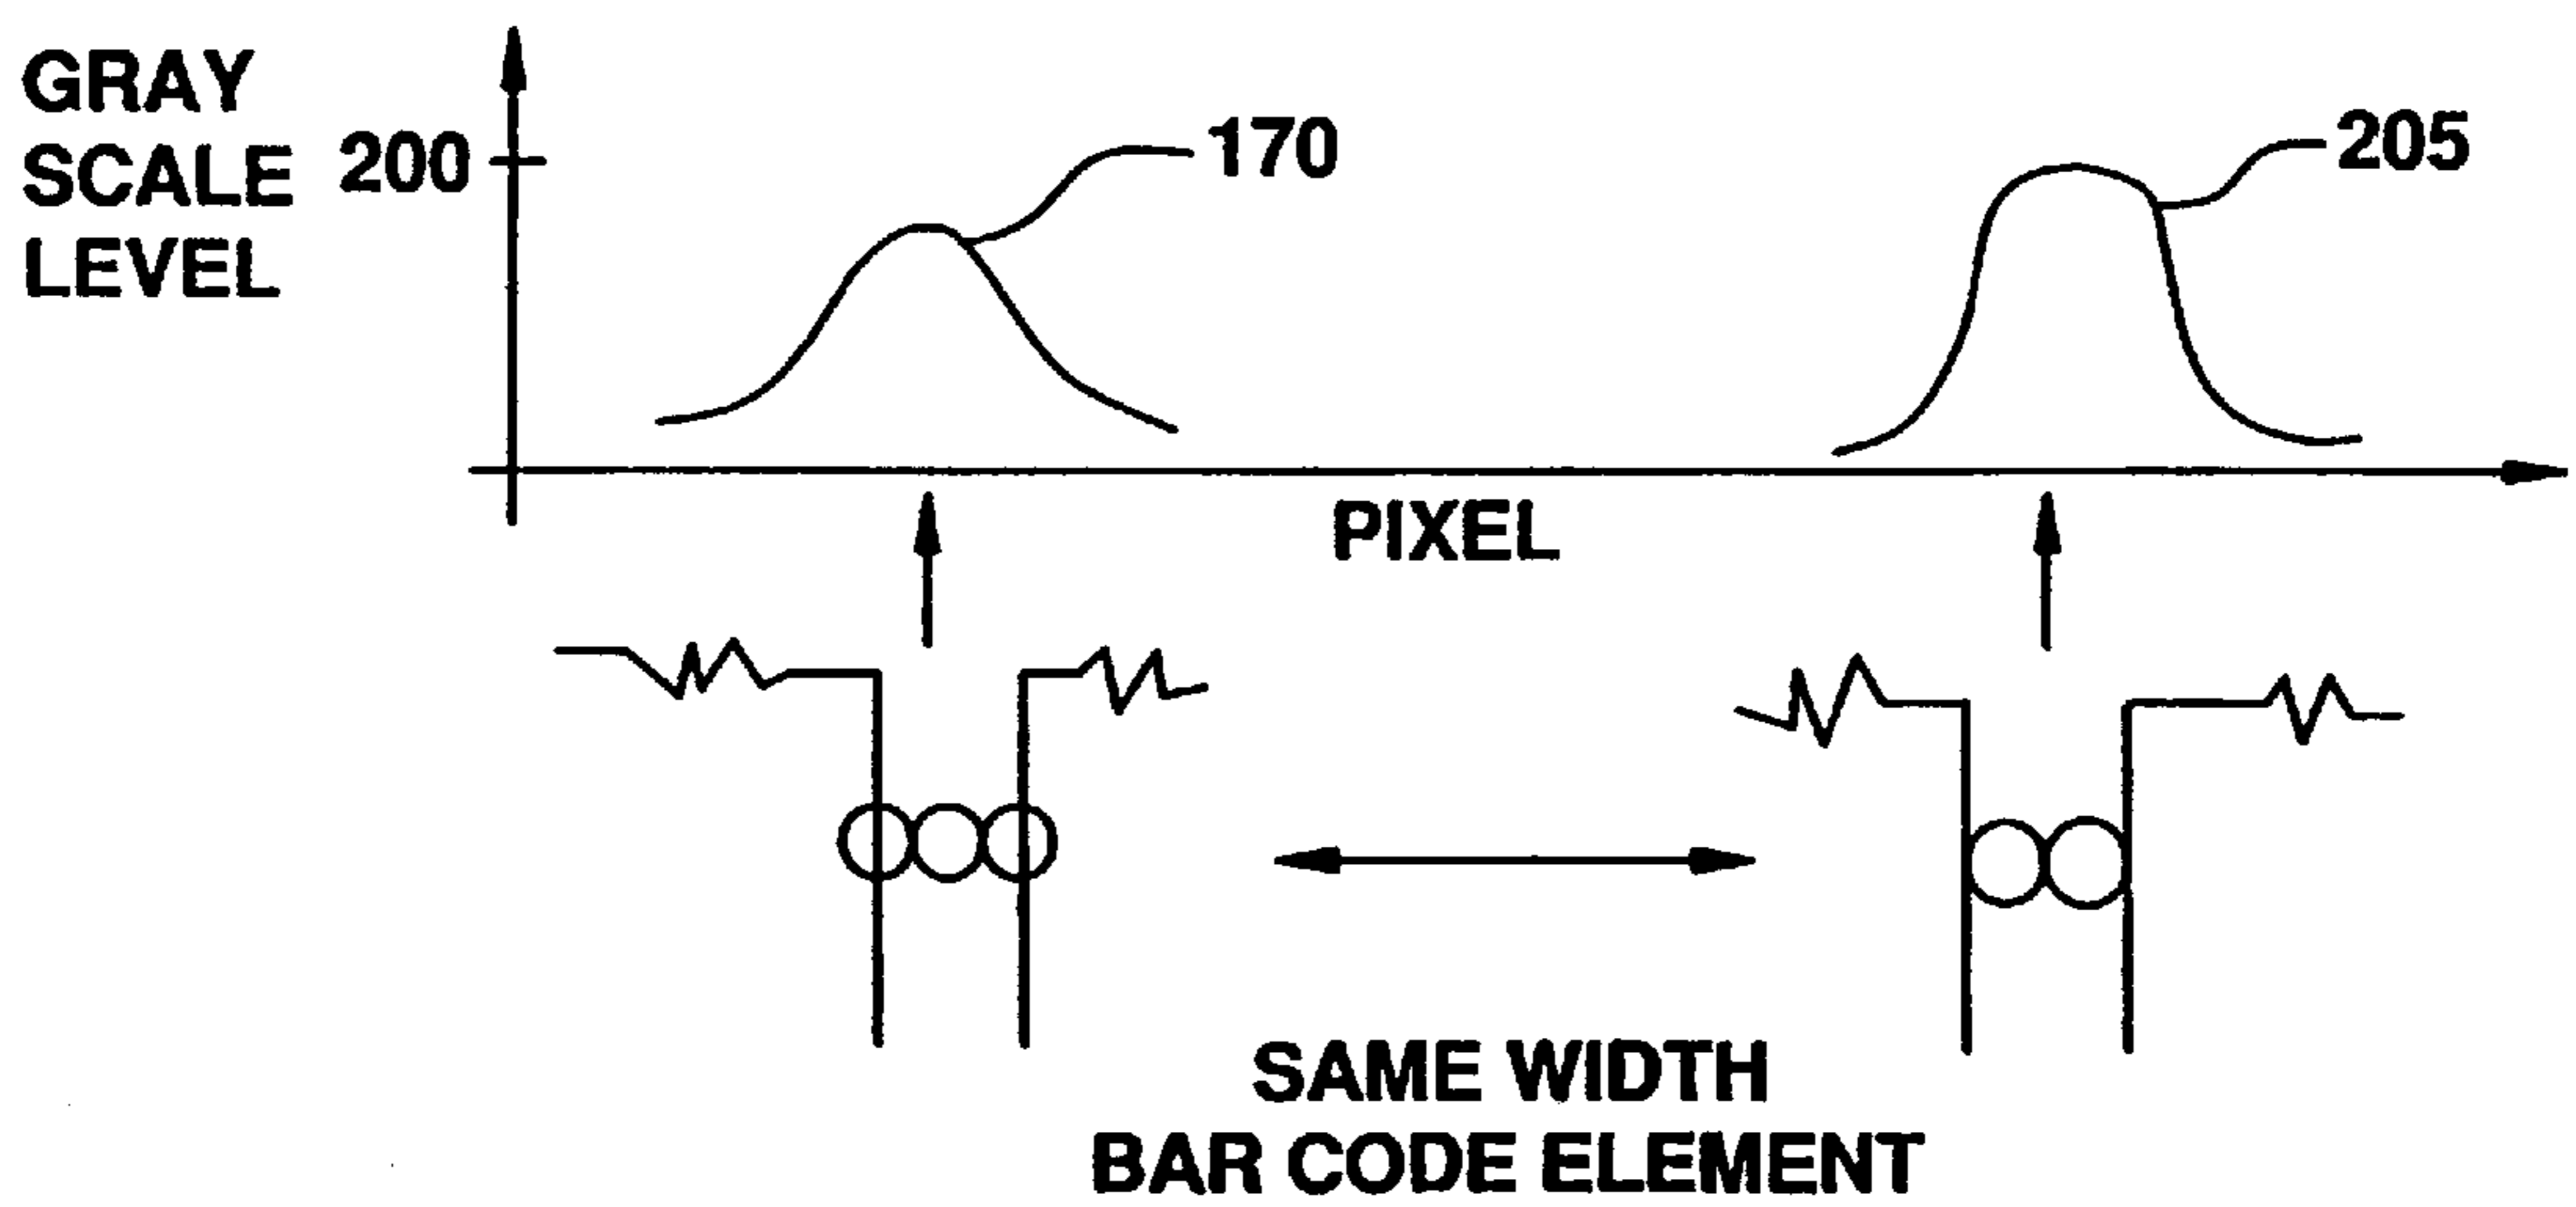 GRAY
SCALE
LEVEL
200
170
205
PIXEL
SAME WIDTH
BAR CODE ELEMENT